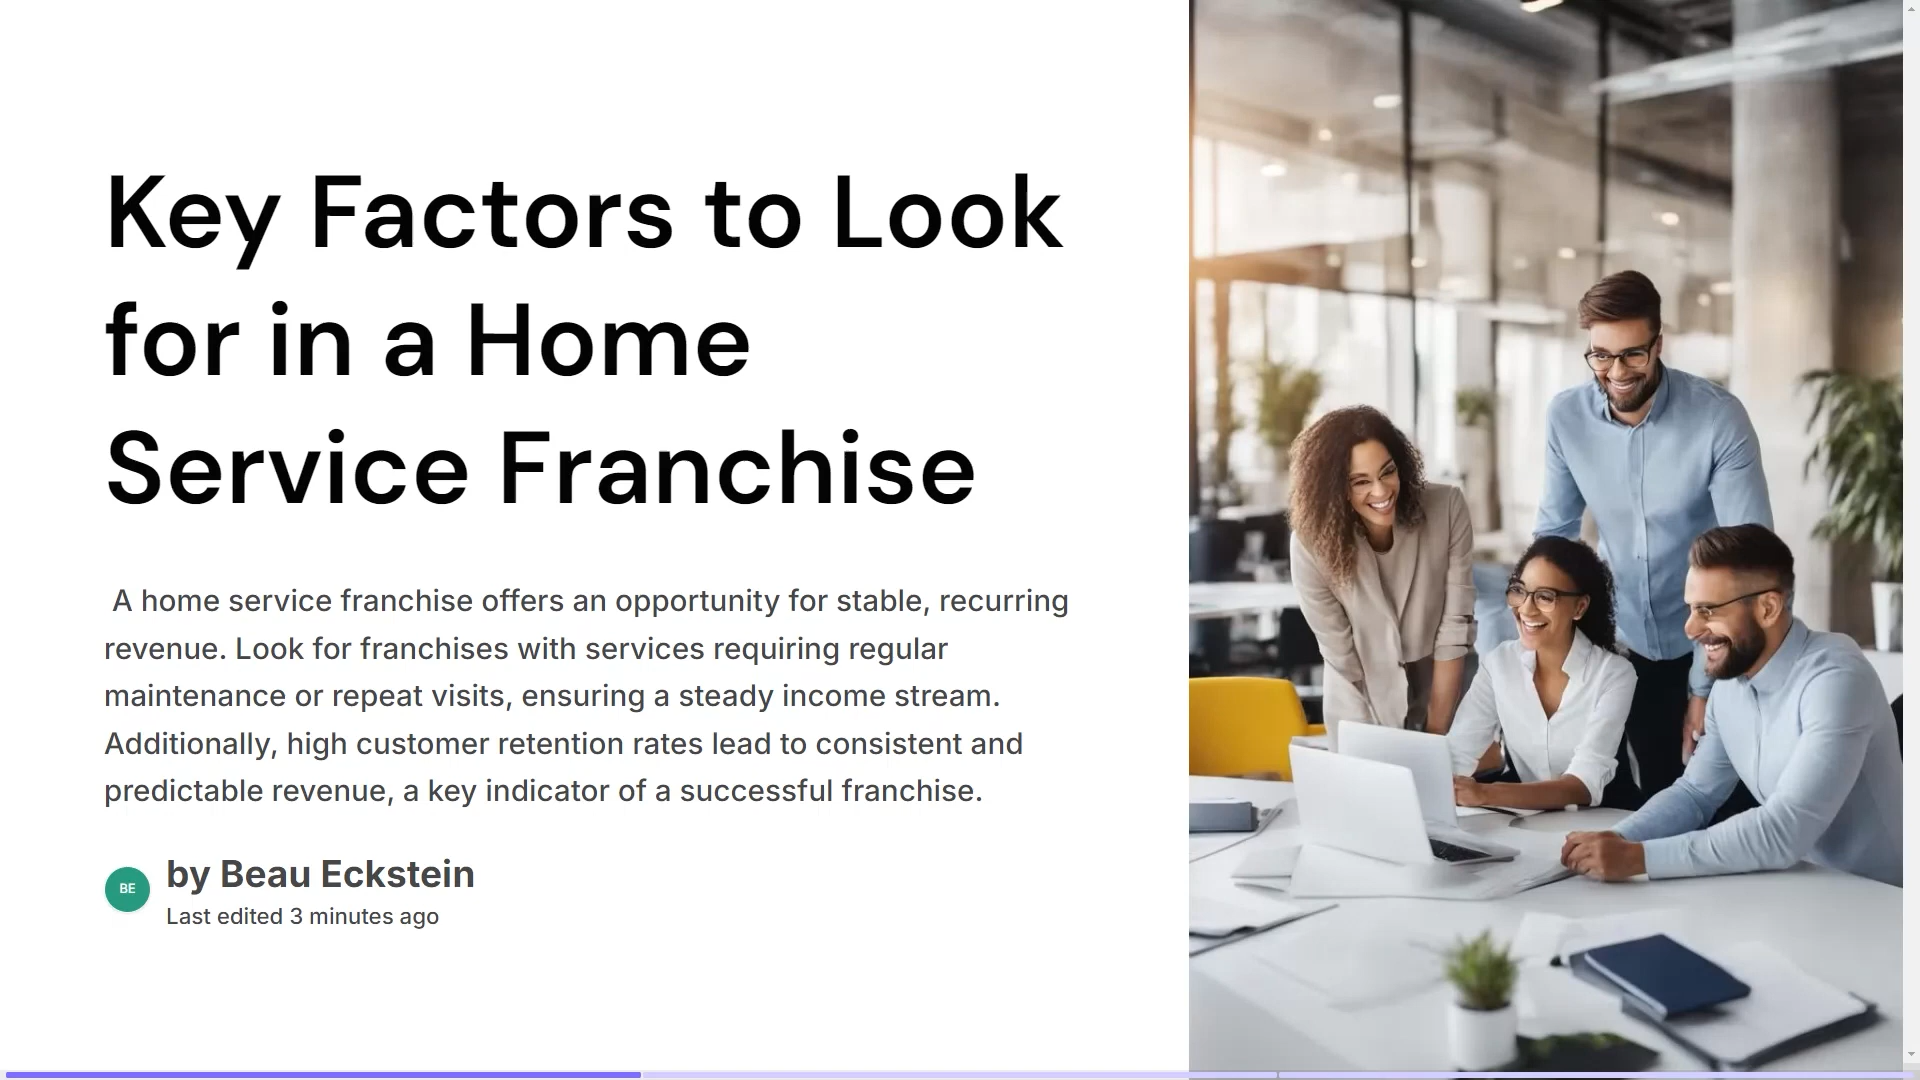 Key Factors to Look
for in a Home
Service Franchise
A home service franchise offers an opportunity for stable, recurring
revenue. Look for franchises with services requiring regular
maintenance or repeat visits, ensuring a steady income stream.
Additionally, high customer retention rates lead to consistent and
predictable revenue, a key indicator of a successful franchise.
BE
by Beau Eckstein
Last edited 3 minutes ago